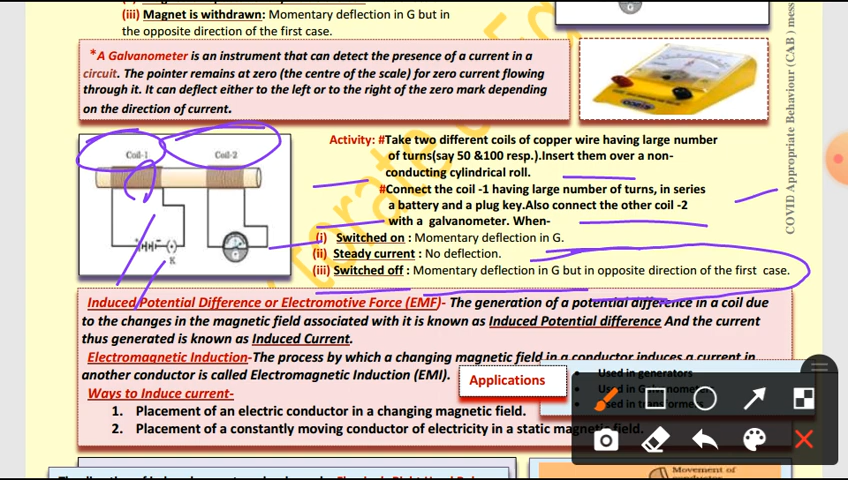 (iii) Magnet is withdrawn: Momentary deflection in G but in
the opposite direction of the first case.
*A Galvanometer is an instrument that can detect the presence of a current in a
circuit. The pointer remains at zero (the centre of the scale) for zero current flowing
through it. It can deflect either to the left or to the right of the zero mark depending
on the direction of current.
COVID Appropriate Behaviour (CAB) mess
Coil-1 Coil-2
K
Activity: #Take two different coils of copper wire having large number
of turns(say 50 &100 resp.).Insert them over a non-
conducting cylindrical roll.
#Connect the coil -1 having large number of turns, in series
a battery and a plug key.Also connect the other coil -2
with a galvanometer. When-
(i) Switched on : Momentary deflection in G.
(ii) Steady current : No deflection.
(iii) Switched off : Momentary deflection in G but in opposite direction of the first case.
Induced Potential Difference or Electromotive Force (EMF)- The generation of a potential difference in a coil due
to the changes in the magnetic field associated with it is known as Induced Potential difference And the current
thus generated is known as Induced Current.
Electromagnetic Induction-The process by which a changing magnetic field in a conductor induces a current in
another conductor is called Electromagnetic Induction (EMI).
Ways to Induce current-
1. Placement of an electric conductor in a changing magnetic field.
2. Placement of a constantly moving conductor of electricity in a static magnetic field.
Applications
• Used in generators
Used in Galvanometer
Used in transformers
Movement of